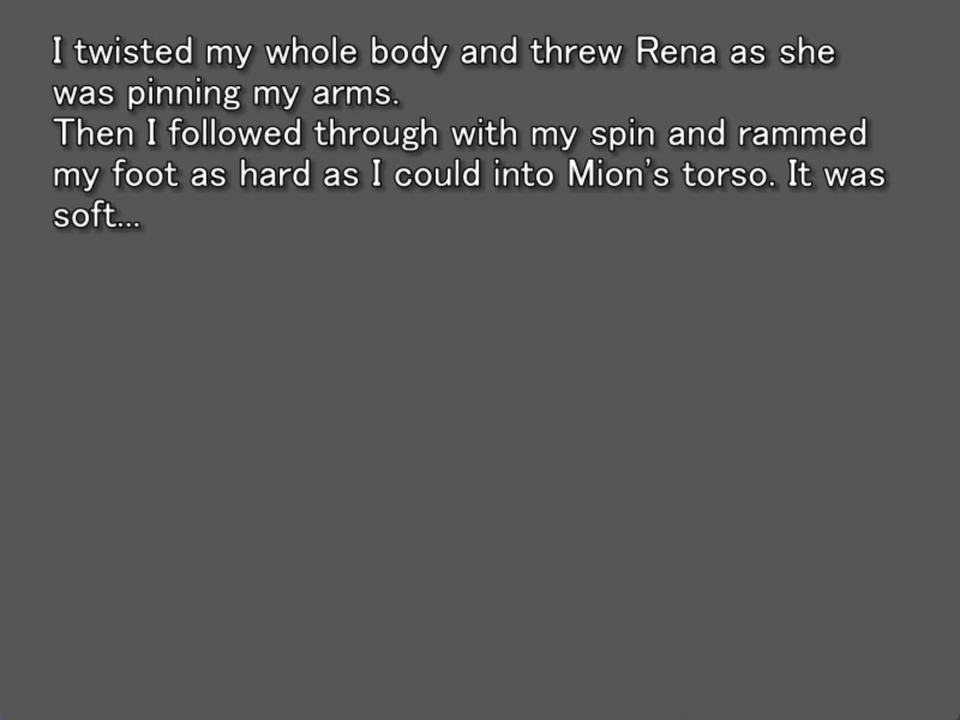 I twisted my whole body and threw Rena as she
was pinning my arms.
Then I followed through with my spin and rammed
my foot as hard as I could into Mion's torso. It was
soft...